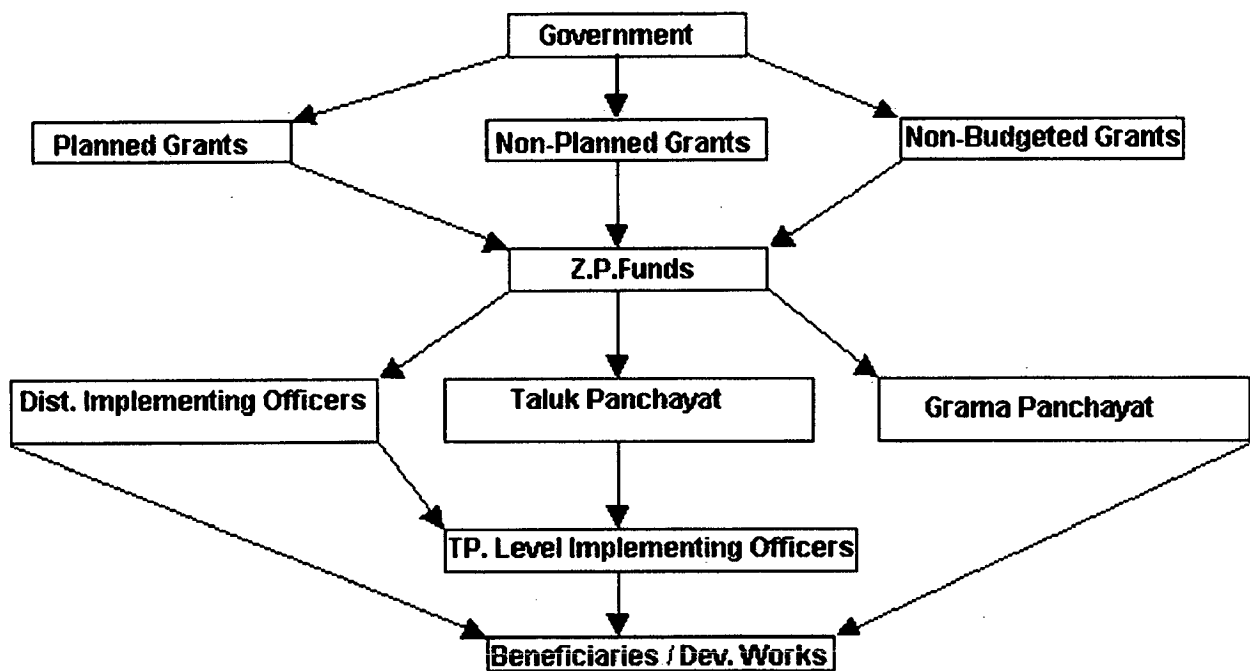 Government
Planned Grants
Non-Planned Grants
Non-Budgeted Grants
Z.P.Funds
Dist. Implementing Officers
Taluk Panchayat
Grama Panchayat
TP. Level Implementing Officers
Beneficiaries / Dev. Works